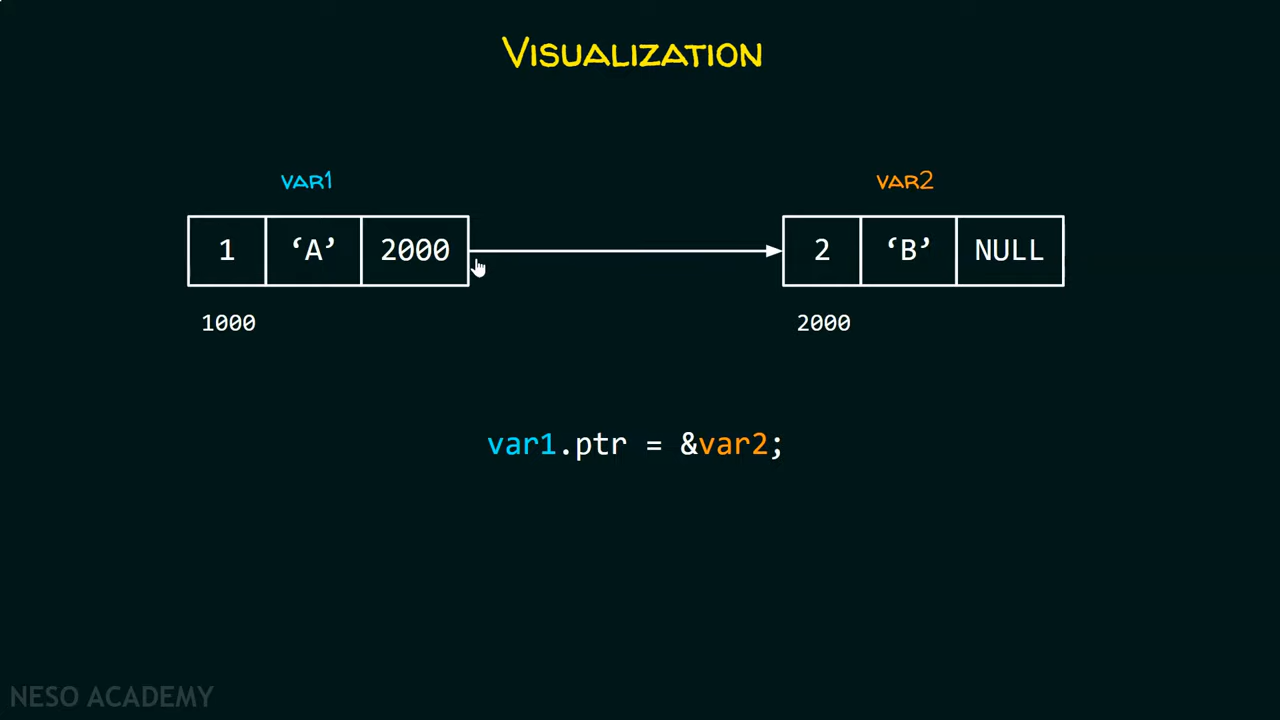 VISUALIZATION
VAR1 VAR2
1 ‘A’ 2000 2 ‘B’ NULL
1000 2000
var1.ptr = &var2;
NESO ACADEMY